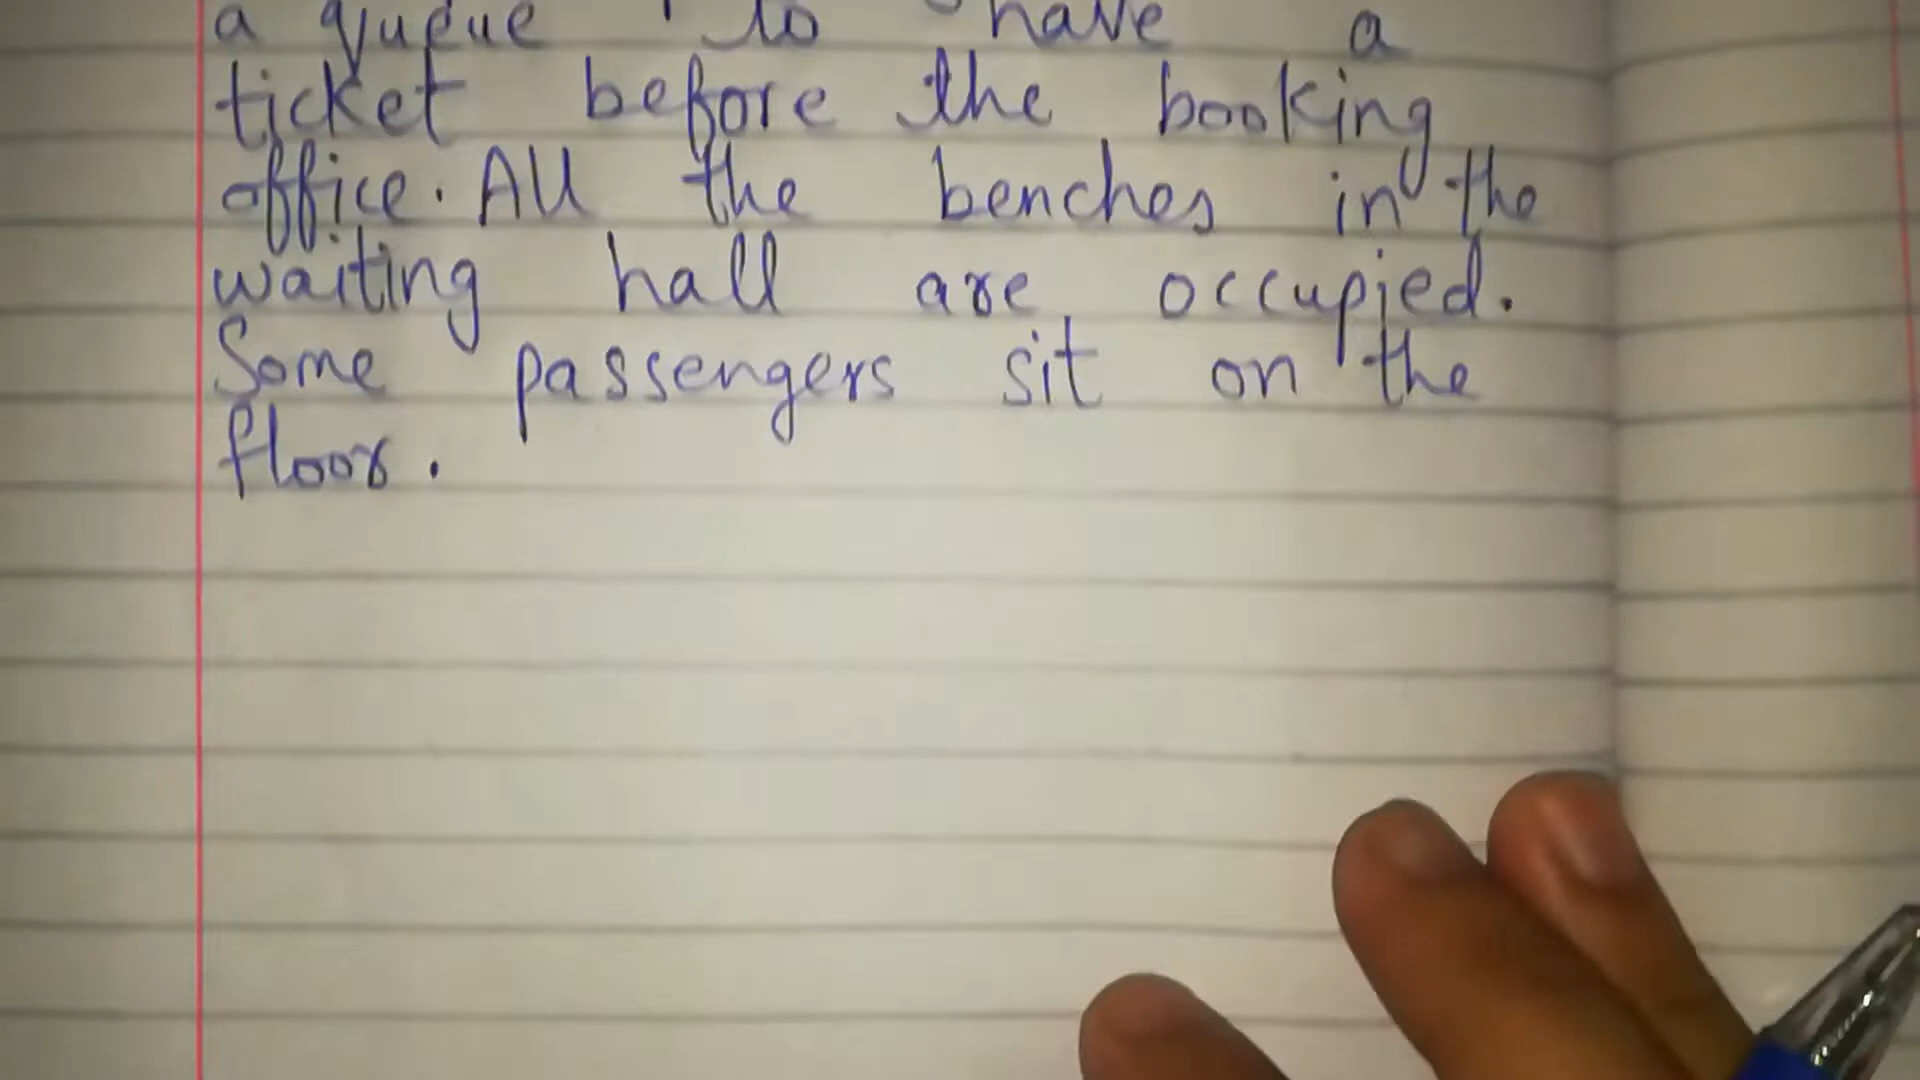 a queue to have a
ticket before the booking
office. All the benches in the
waiting hall are occupied.
Some passengers sit on the
floor.